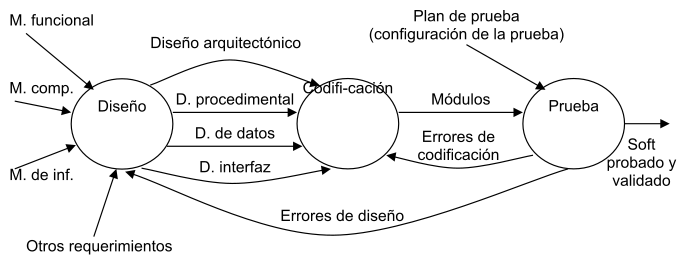 M. funcional
Plan de prueba
(configuración de la prueba)
Diseño arquitectónico
M. comp.
Codifi-cación
Diseño
D. procedimental
Módulos
Prueba
D. de datos
Errores de
codificación
Soft
probado y
validado
D. interfaz
M. de inf.
Errores de diseño
Otros requerimientos